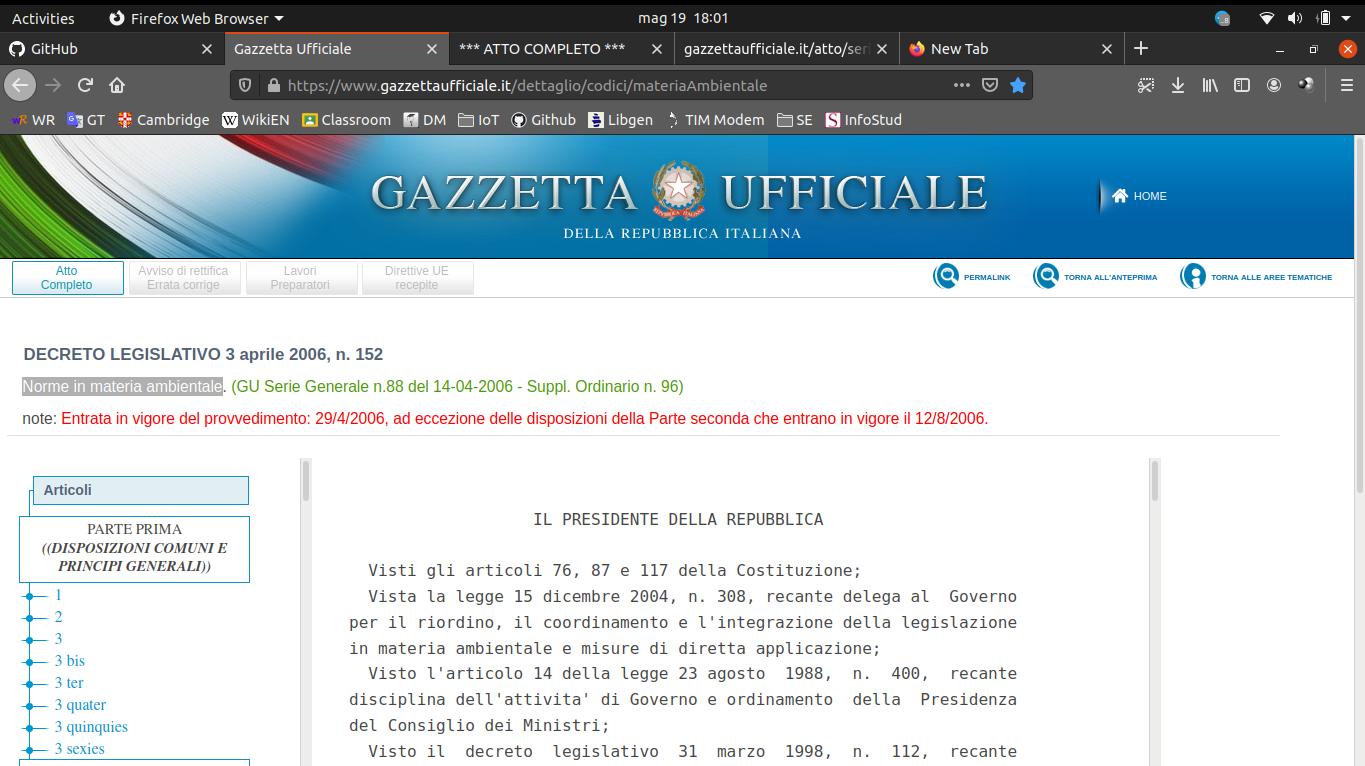 Activities Firefox Web Browser mag 19 18:01
GitHub Gazzetta Ufficiale *** ATTO COMPLETO *** gazzettaufficiale.it/atto/seri New Tab
https://www.gazzettaufficiale.it/dettaglio/codici/materiaAmbientale
WR GT Cambridge WikiEN Classroom DM IoT Github Libgen TIM Modem SE InfoStud
GAZZETTA UFFICIALE
DELLA REPUBBLICA ITALIANA
HOME
Atto Completo
Avviso di rettifica Errata corrige
Lavori Preparatori
Direttive UE recepite
PERMALINK TORNA ALL'ANTEPRIMA TORNA ALLE AREE TEMATICHE
DECRETO LEGISLATIVO 3 aprile 2006, n. 152
Norme in materia ambientale. (GU Serie Generale n.88 del 14-04-2006 - Suppl. Ordinario n. 96)
note: Entrata in vigore del provvedimento: 29/4/2006, ad eccezione delle disposizioni della Parte seconda che entrano in vigore il 12/8/2006.
Articoli
PARTE PRIMA
((DISPOSIZIONI COMUNI E
PRINCIPI GENERALI))
1
2
3
3 bis
3 ter
3 quater
3 quinquies
3 sexies
IL PRESIDENTE DELLA REPUBBLICA
Visti gli articoli 76, 87 e 117 della Costituzione;
Vista la legge 15 dicembre 2004, n. 308, recante delega al Governo
per il riordino, il coordinamento e l'integrazione della legislazione
in materia ambientale e misure di diretta applicazione;
Visto l'articolo 14 della legge 23 agosto 1988, n. 400, recante
disciplina dell'attivita' di Governo e ordinamento della Presidenza
del Consiglio dei Ministri;
Visto il decreto legislativo 31 marzo 1998, n. 112, recante